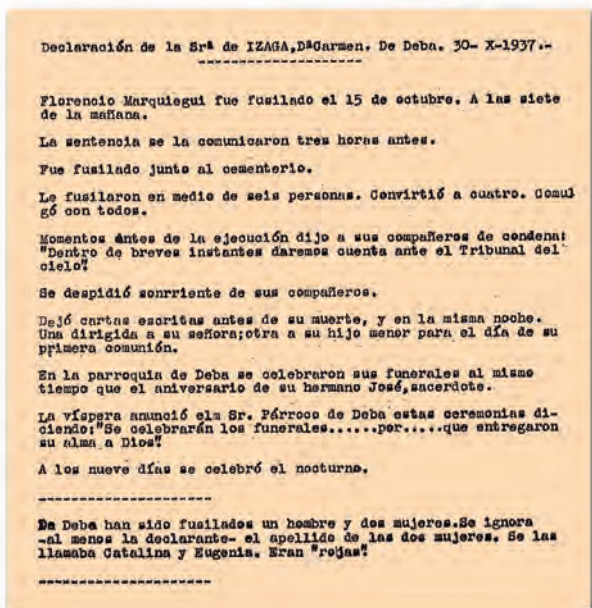 Declaración de la Srª de IZAGA,DªCarmen. De Deba. 30- X-1937.-
--------------------
Florencio Marquiegui fue fusilado el 15 de octubre. A las siete
de la mañana.
La sentencia se la comunicaron tres horas antes.
Fue fusilado junto al cementerio.
Le fusilaron en medio de seis personas. Convirtió a cuatro. Comul
gó con todos.
Momentos ántes de la ejecución dijo a sus compañeros de condena:
"Dentro de breves instantes daremos cuenta ante el Tribunal del
cielo"
Se despidió sonrriente de sus compañeros.
Dejó cartas escritas antes de su muerte, y en la misma noche.
Una dirigida a su señora;otra a su hijo menor para el día de su
primera comunión.
En la parroquia de Deba se celebraron sus funerales al mismo
tiempo que el aniversario de su hermano José,sacerdote.
La víspera anunció elm Sr. Párroco de Deba estas ceremonias di-
ciendo:"Se celebrarán los funerales......por.....que entregaron
su alma a Dios"
A los nueve días se celebró el nocturno.
---------------------
De Deba han sido fusilados un hombre y dos mujeres.Se ignora
-al menos la declarante- el apellido de las dos mujeres. Se las
llamaba Catalina y Eugenia. Eran "rojas"
---------------------